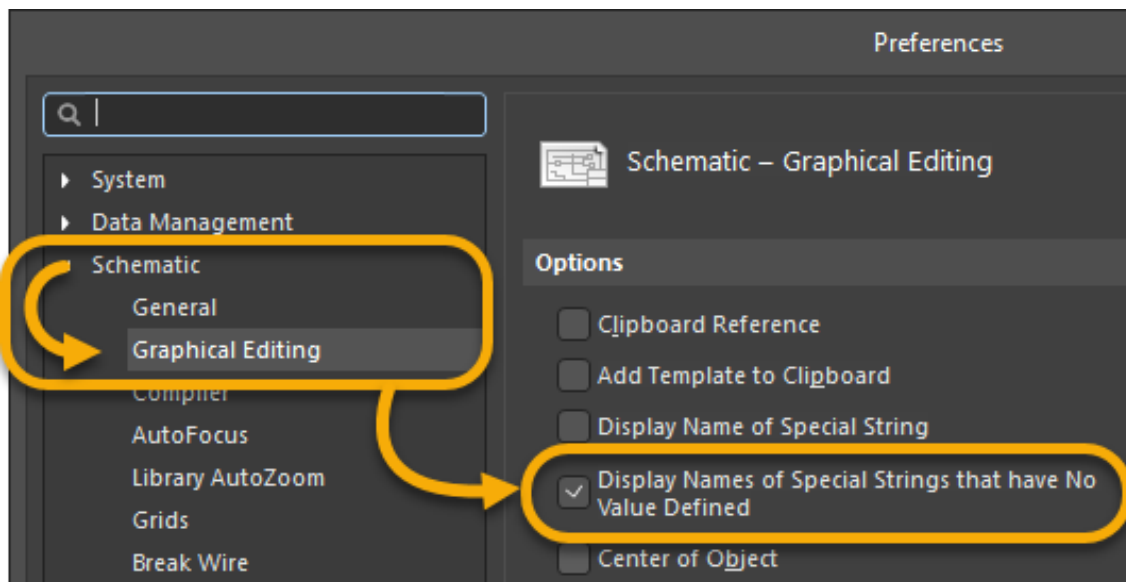 Preferences
System
Data Management
Schematic
General
Graphical Editing
Compiler
AutoFocus
Library AutoZoom
Grids
Break Wire
Schematic – Graphical Editing
Options
Clipboard Reference
Add Template to Clipboard
Display Name of Special String
Display Names of Special Strings that have No
Value Defined
Center of Object